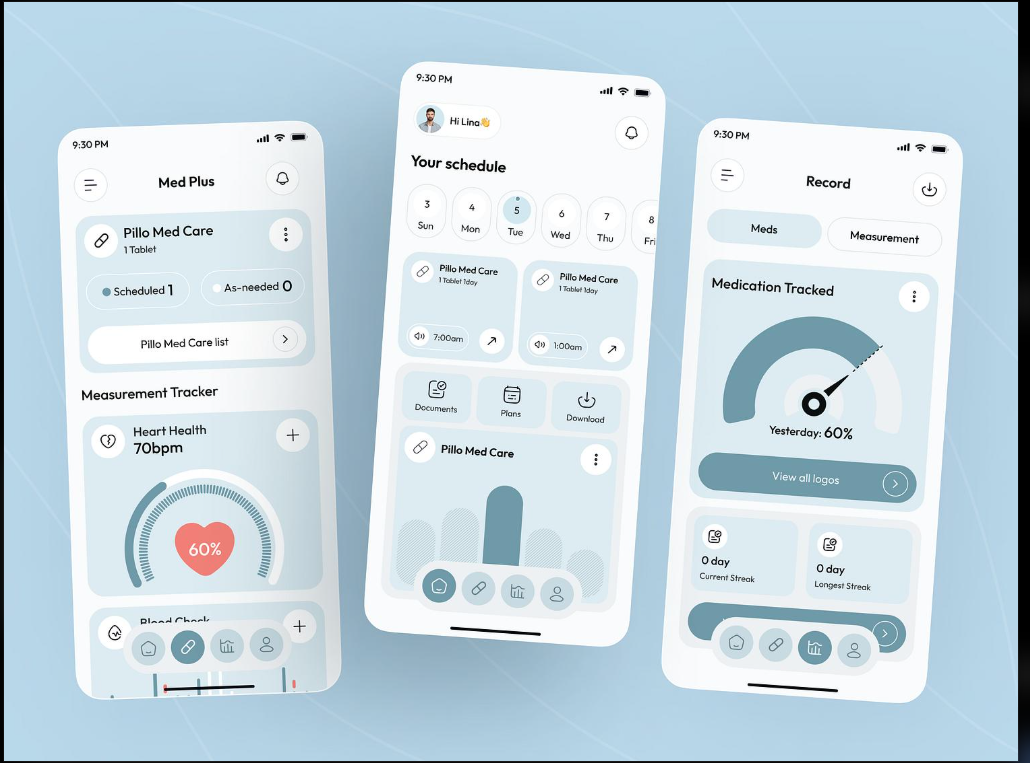 9:30 PM
Med Plus
Pillo Med Care
1 Tablet
Scheduled 1
As-needed 0
Pillo Med Care list
Measurement Tracker
Heart Health
70bpm
60%
Blood Check
9:30 PM
Hi Lina👋
Your schedule
3
4
5
6
7
8
Sun
Mon
Tue
Wed
Thu
Fri
Pillo Med Care
1 Tablet 1day
7:00am
Pillo Med Care
1 Tablet 1day
1:00am
Documents
Plans
Download
Pillo Med Care
9:30 PM
Record
Meds
Measurement
Medication Tracked
Yesterday: 60%
View all logos
0 day
Current Streak
0 day
Longest Streak